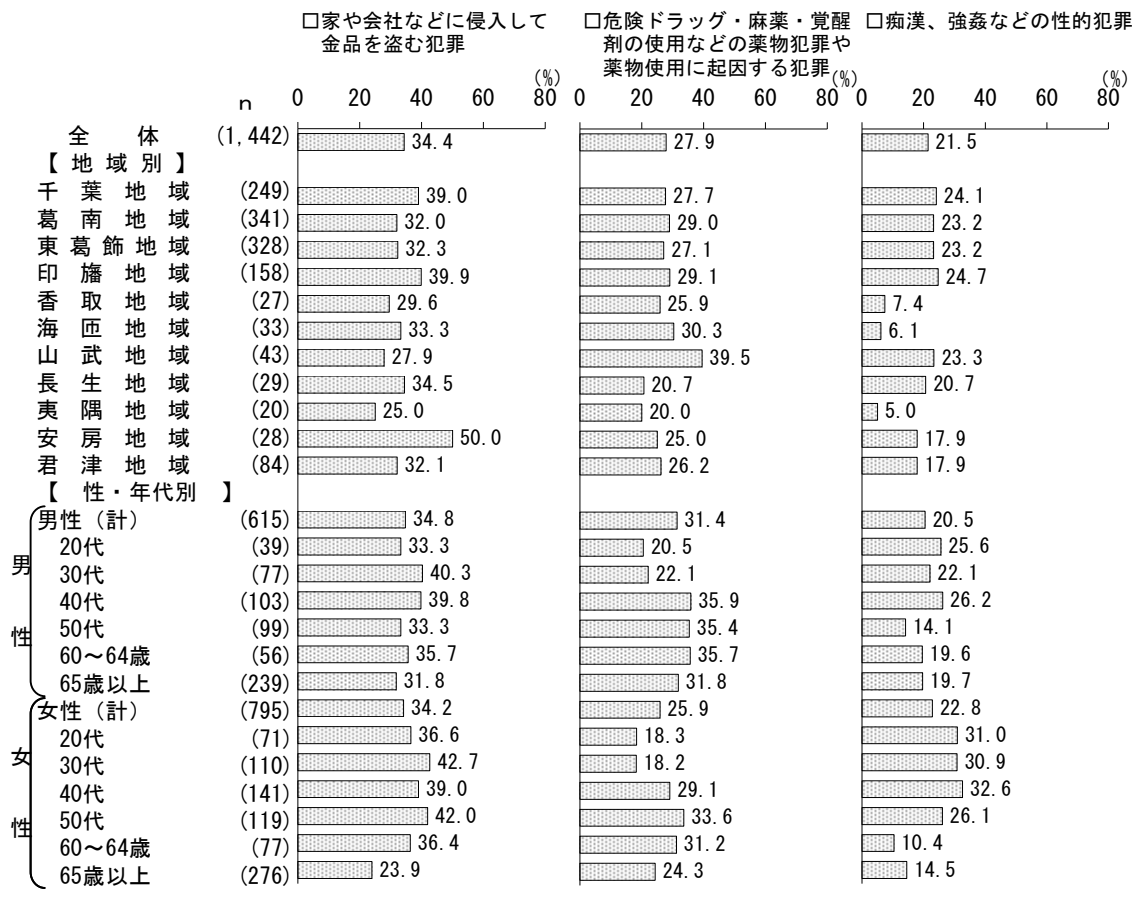 □家や会社などに侵入して
金品を盗む犯罪
□危険ドラッグ・麻薬・覚醒
剤の使用などの薬物犯罪や
薬物使用に起因する犯罪
□痴漢、強姦などの性的犯罪
(%) (%) (%)
n 0 20 40 60 80 0 20 40 60 80 0 20 40 60 80
全体 (1,442) 34.4 27.9 21.5
【地域別】
千葉地域 (249) 39.0 27.7 24.1
葛南地域 (341) 32.0 29.0 23.2
東葛飾地域 (328) 32.3 27.1 23.2
印旛地域 (158) 39.9 29.1 24.7
香取地域 (27) 29.6 25.9 7.4
海匝地域 (33) 33.3 30.3 6.1
山武地域 (43) 27.9 39.5 23.3
長生地域 (29) 34.5 20.7 20.7
夷隅地域 (20) 25.0 20.0 5.0
安房地域 (28) 50.0 25.0 17.9
君津地域 (84) 32.1 26.2 17.9
【性・年代別】
男性
男性（計） (615) 34.8 31.4 20.5
20代 (39) 33.3 20.5 25.6
30代 (77) 40.3 22.1 22.1
40代 (103) 39.8 35.9 26.2
50代 (99) 33.3 35.4 14.1
60～64歳 (56) 35.7 35.7 19.6
65歳以上 (239) 31.8 31.8 19.7
女性
女性（計） (795) 34.2 25.9 22.8
20代 (71) 36.6 18.3 31.0
30代 (110) 42.7 18.2 30.9
40代 (141) 39.0 29.1 32.6
50代 (119) 42.0 33.6 26.1
60～64歳 (77) 36.4 31.2 10.4
65歳以上 (276) 23.9 24.3 14.5